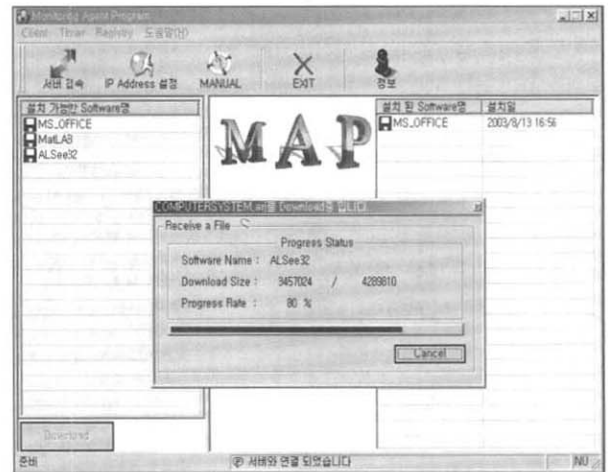 Monitoring Agent Program
Client Timer Registry 도움말(H)
서버 접속 IP Address 설정 MANUAL EXIT 정보
설치 가능한 Software명
MS_OFFICE
MatLAB
ALSee32
MAP
설치 된 Software명 설치일
MS_OFFICE 2003/8/13 16:56
Download
Receive a File
Progress Status
Software Name : ALSee32
Download Size : 3457024 / 4289810
Progress Rate : 80 %
Cancel
Download
준비 서버와 연결 되었습니다 NU